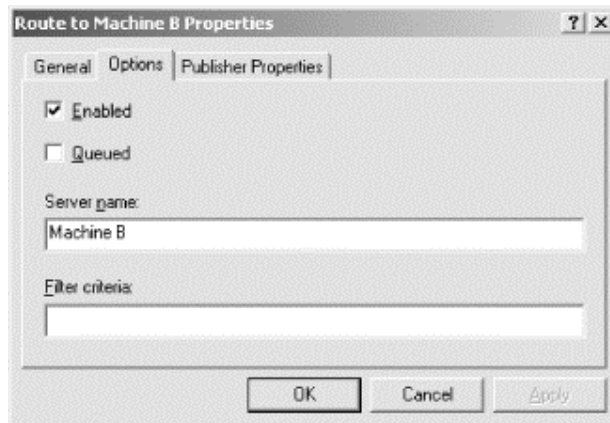 Route to Machine B Properties
General Options Publisher Properties
Enabled
Queued
Server name:
Machine B
Filter criteria:
OK Cancel Apply